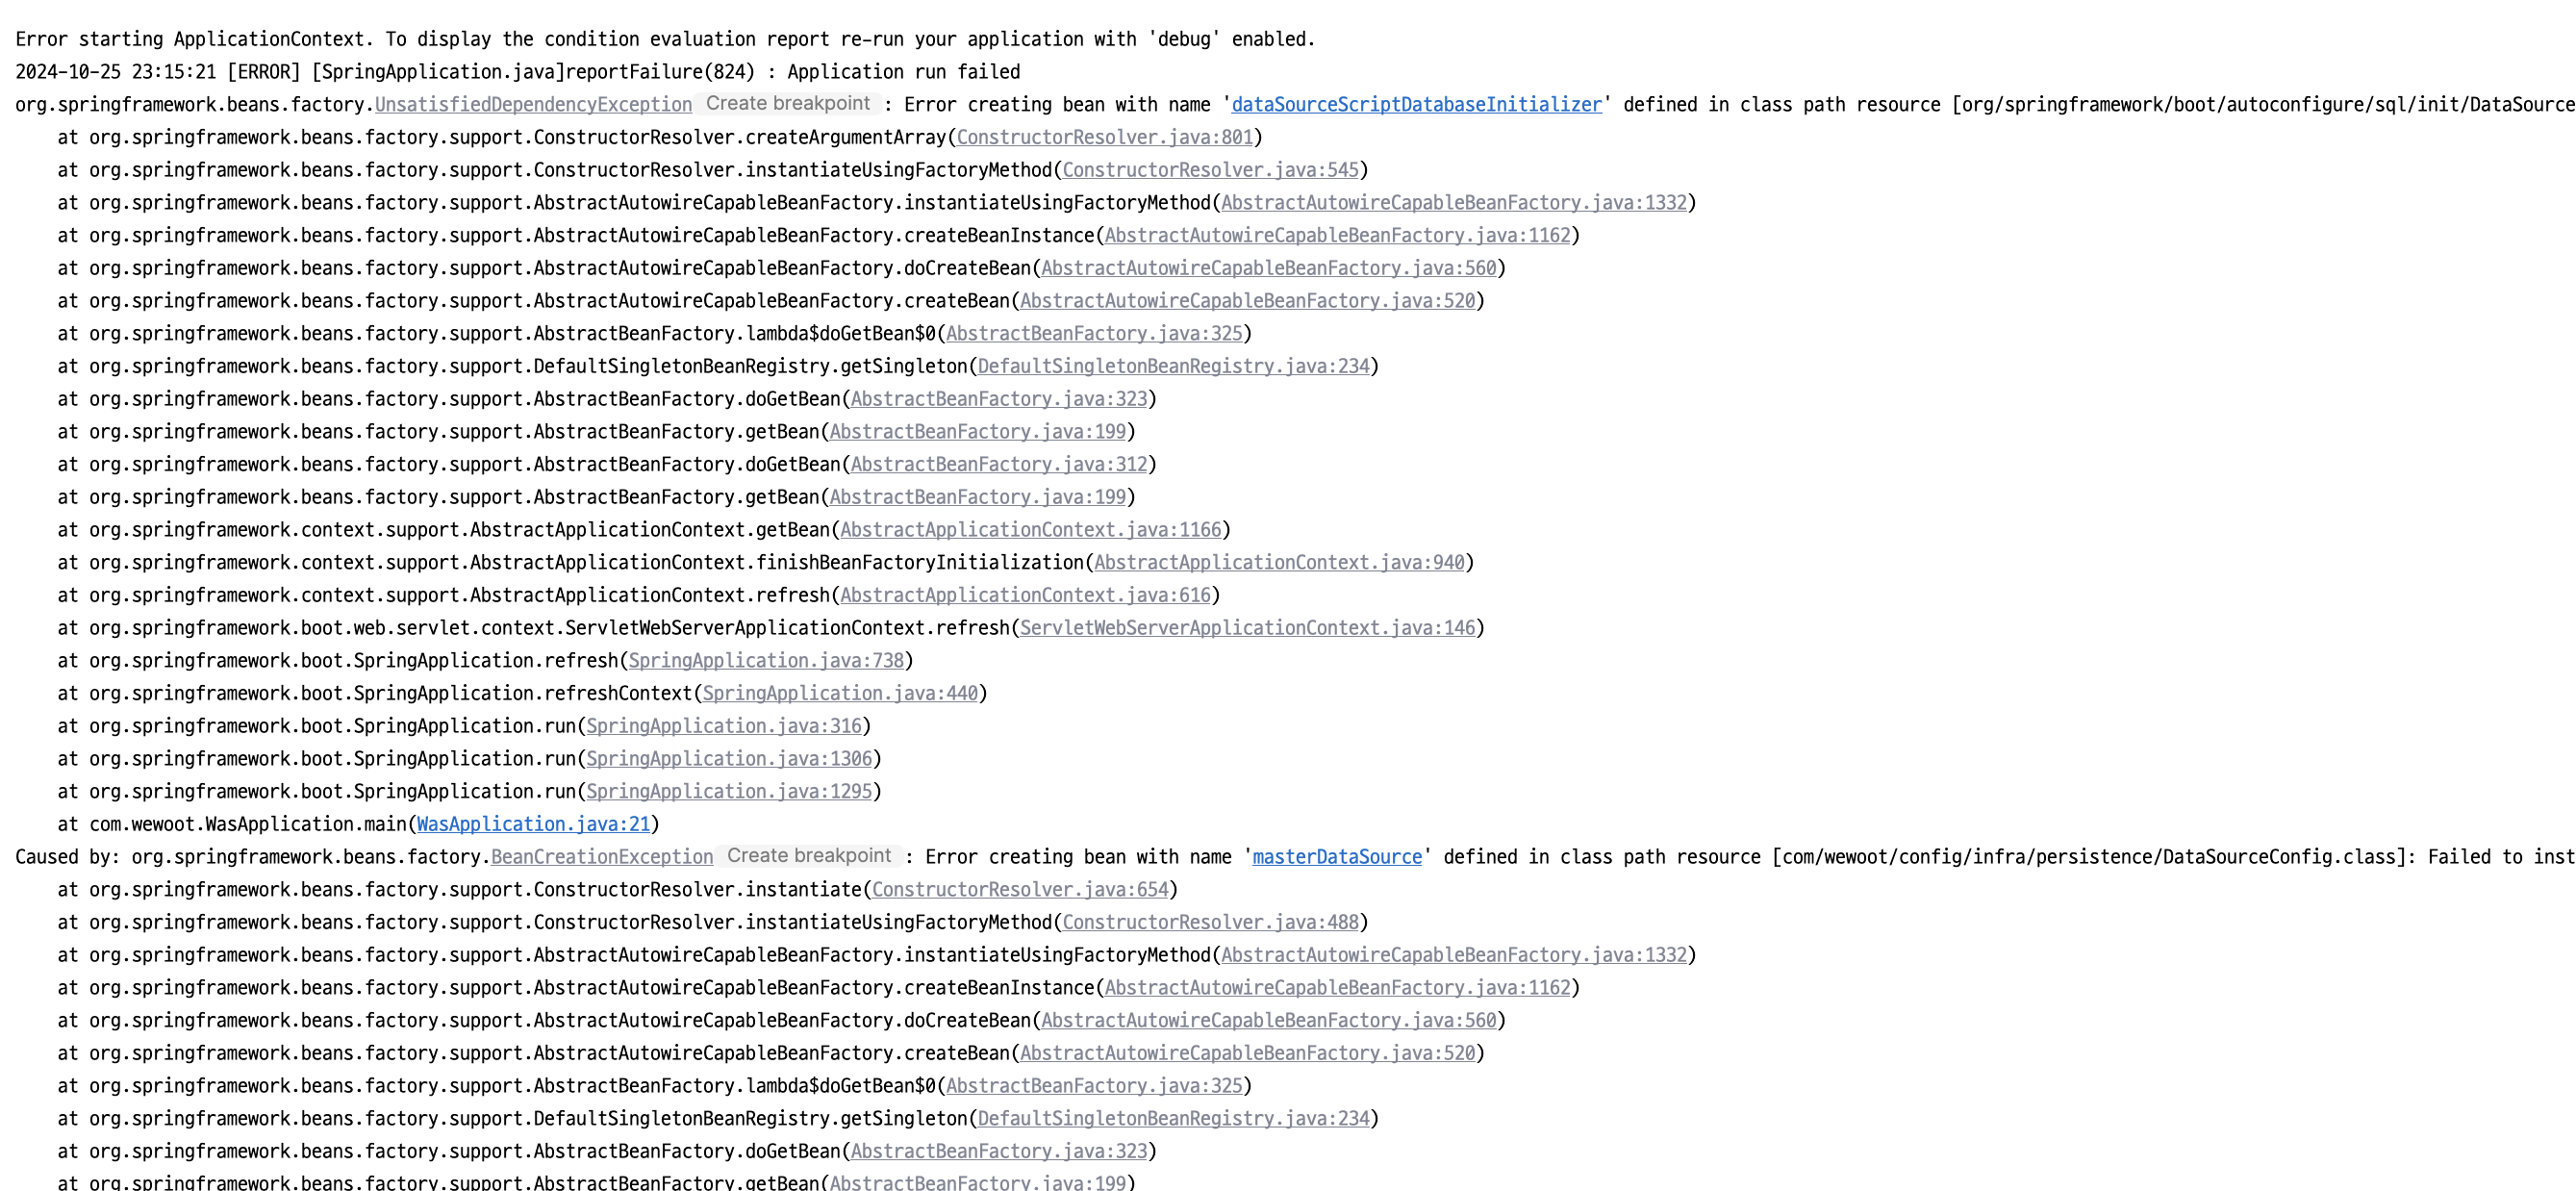 Error starting ApplicationContext. To display the condition evaluation report re-run your application with 'debug' enabled.
2024-10-25 23:15:21 [ERROR] [SpringApplication.java]reportFailure(824) : Application run failed
org.springframework.beans.factory.UnsatisfiedDependencyException Create breakpoint : Error creating bean with name 'dataSourceScriptDatabaseInitializer' defined in class path resource [org/springframework/boot/autoconfigure/sql/init/DataSource
at org.springframework.beans.factory.support.ConstructorResolver.createArgumentArray(ConstructorResolver.java:801)
at org.springframework.beans.factory.support.ConstructorResolver.instantiateUsingFactoryMethod(ConstructorResolver.java:545)
at org.springframework.beans.factory.support.AbstractAutowireCapableBeanFactory.instantiateUsingFactoryMethod(AbstractAutowireCapableBeanFactory.java:1332)
at org.springframework.beans.factory.support.AbstractAutowireCapableBeanFactory.createBeanInstance(AbstractAutowireCapableBeanFactory.java:1162)
at org.springframework.beans.factory.support.AbstractAutowireCapableBeanFactory.doCreateBean(AbstractAutowireCapableBeanFactory.java:560)
at org.springframework.beans.factory.support.AbstractAutowireCapableBeanFactory.createBean(AbstractAutowireCapableBeanFactory.java:520)
at org.springframework.beans.factory.support.AbstractBeanFactory.lambda$doGetBean$0(AbstractBeanFactory.java:325)
at org.springframework.beans.factory.support.DefaultSingletonBeanRegistry.getSingleton(DefaultSingletonBeanRegistry.java:234)
at org.springframework.beans.factory.support.AbstractBeanFactory.doGetBean(AbstractBeanFactory.java:323)
at org.springframework.beans.factory.support.AbstractBeanFactory.getBean(AbstractBeanFactory.java:199)
at org.springframework.beans.factory.support.AbstractBeanFactory.doGetBean(AbstractBeanFactory.java:312)
at org.springframework.beans.factory.support.AbstractBeanFactory.getBean(AbstractBeanFactory.java:199)
at org.springframework.context.support.AbstractApplicationContext.getBean(AbstractApplicationContext.java:1166)
at org.springframework.context.support.AbstractApplicationContext.finishBeanFactoryInitialization(AbstractApplicationContext.java:940)
at org.springframework.context.support.AbstractApplicationContext.refresh(AbstractApplicationContext.java:616)
at org.springframework.boot.web.servlet.context.ServletWebServerApplicationContext.refresh(ServletWebServerApplicationContext.java:146)
at org.springframework.boot.SpringApplication.refresh(SpringApplication.java:738)
at org.springframework.boot.SpringApplication.refreshContext(SpringApplication.java:440)
at org.springframework.boot.SpringApplication.run(SpringApplication.java:316)
at org.springframework.boot.SpringApplication.run(SpringApplication.java:1306)
at org.springframework.boot.SpringApplication.run(SpringApplication.java:1295)
at com.wewoot.WasApplication.main(WasApplication.java:21)
Caused by: org.springframework.beans.factory.BeanCreationException Create breakpoint : Error creating bean with name 'masterDataSource' defined in class path resource [com/wewoot/config/infra/persistence/DataSourceConfig.class]: Failed to inst
at org.springframework.beans.factory.support.ConstructorResolver.instantiate(ConstructorResolver.java:654)
at org.springframework.beans.factory.support.ConstructorResolver.instantiateUsingFactoryMethod(ConstructorResolver.java:488)
at org.springframework.beans.factory.support.AbstractAutowireCapableBeanFactory.instantiateUsingFactoryMethod(AbstractAutowireCapableBeanFactory.java:1332)
at org.springframework.beans.factory.support.AbstractAutowireCapableBeanFactory.createBeanInstance(AbstractAutowireCapableBeanFactory.java:1162)
at org.springframework.beans.factory.support.AbstractAutowireCapableBeanFactory.doCreateBean(AbstractAutowireCapableBeanFactory.java:560)
at org.springframework.beans.factory.support.AbstractAutowireCapableBeanFactory.createBean(AbstractAutowireCapableBeanFactory.java:520)
at org.springframework.beans.factory.support.AbstractBeanFactory.lambda$doGetBean$0(AbstractBeanFactory.java:325)
at org.springframework.beans.factory.support.DefaultSingletonBeanRegistry.getSingleton(DefaultSingletonBeanRegistry.java:234)
at org.springframework.beans.factory.support.AbstractBeanFactory.doGetBean(AbstractBeanFactory.java:323)
at org.springframework.beans.factory.support.AbstractBeanFactory.getBean(AbstractBeanFactory.java:199)